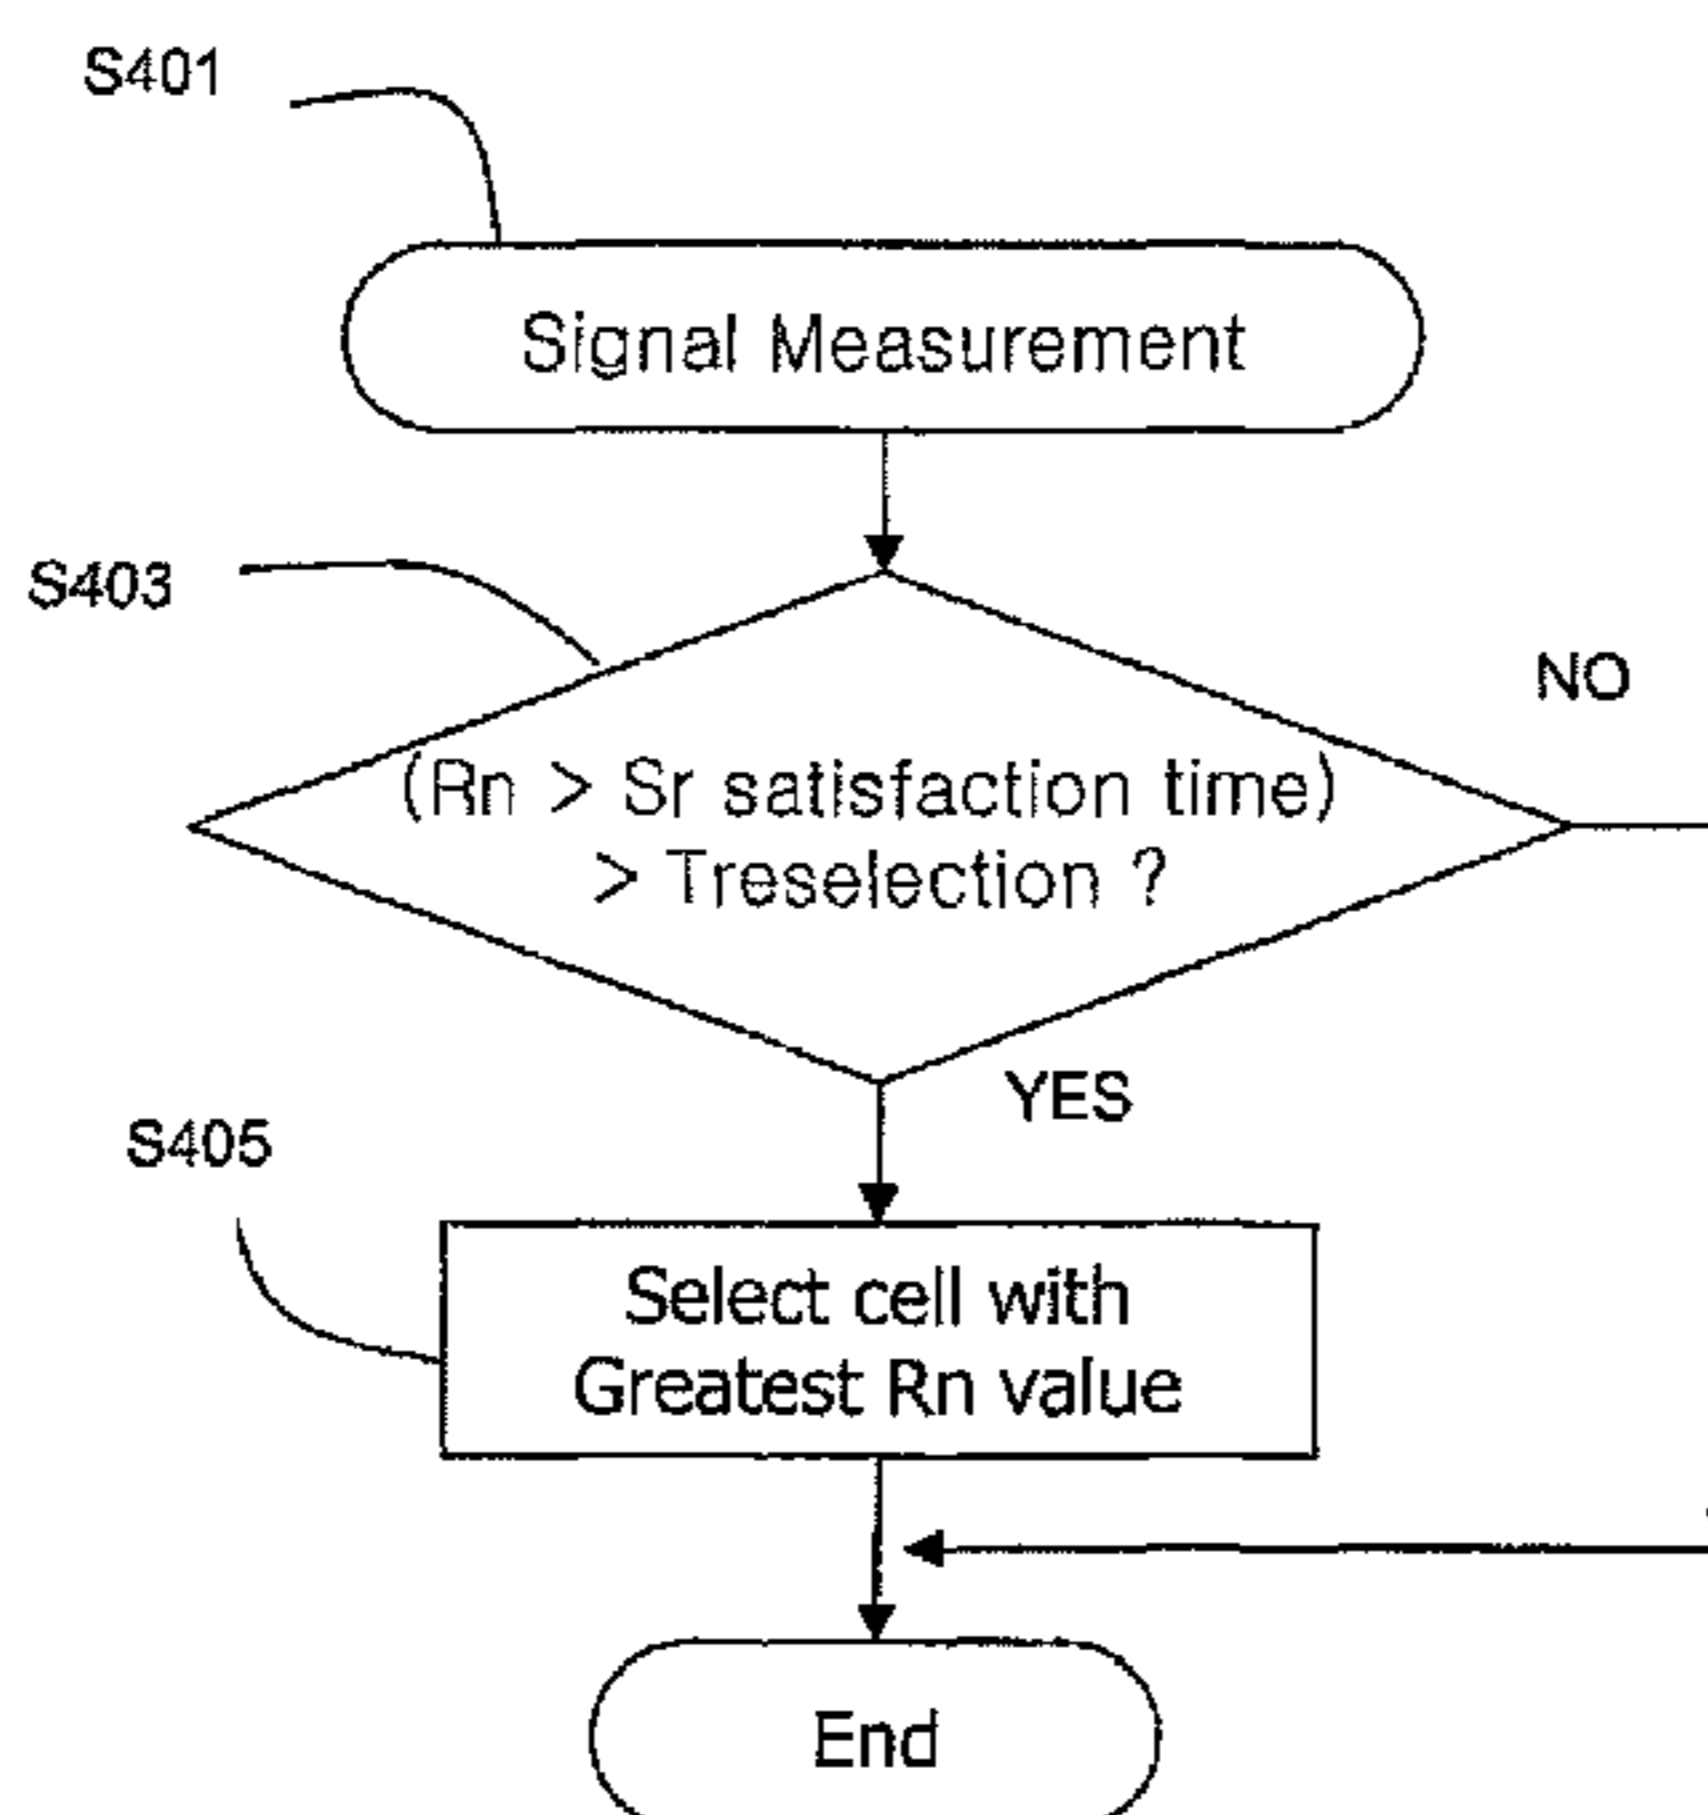 S401
Signal Measurement
S403
NO
(Rn > Sr satisfaction time)
> Treselection ?
YES
S405
Select cell with
Greatest Rn value
End